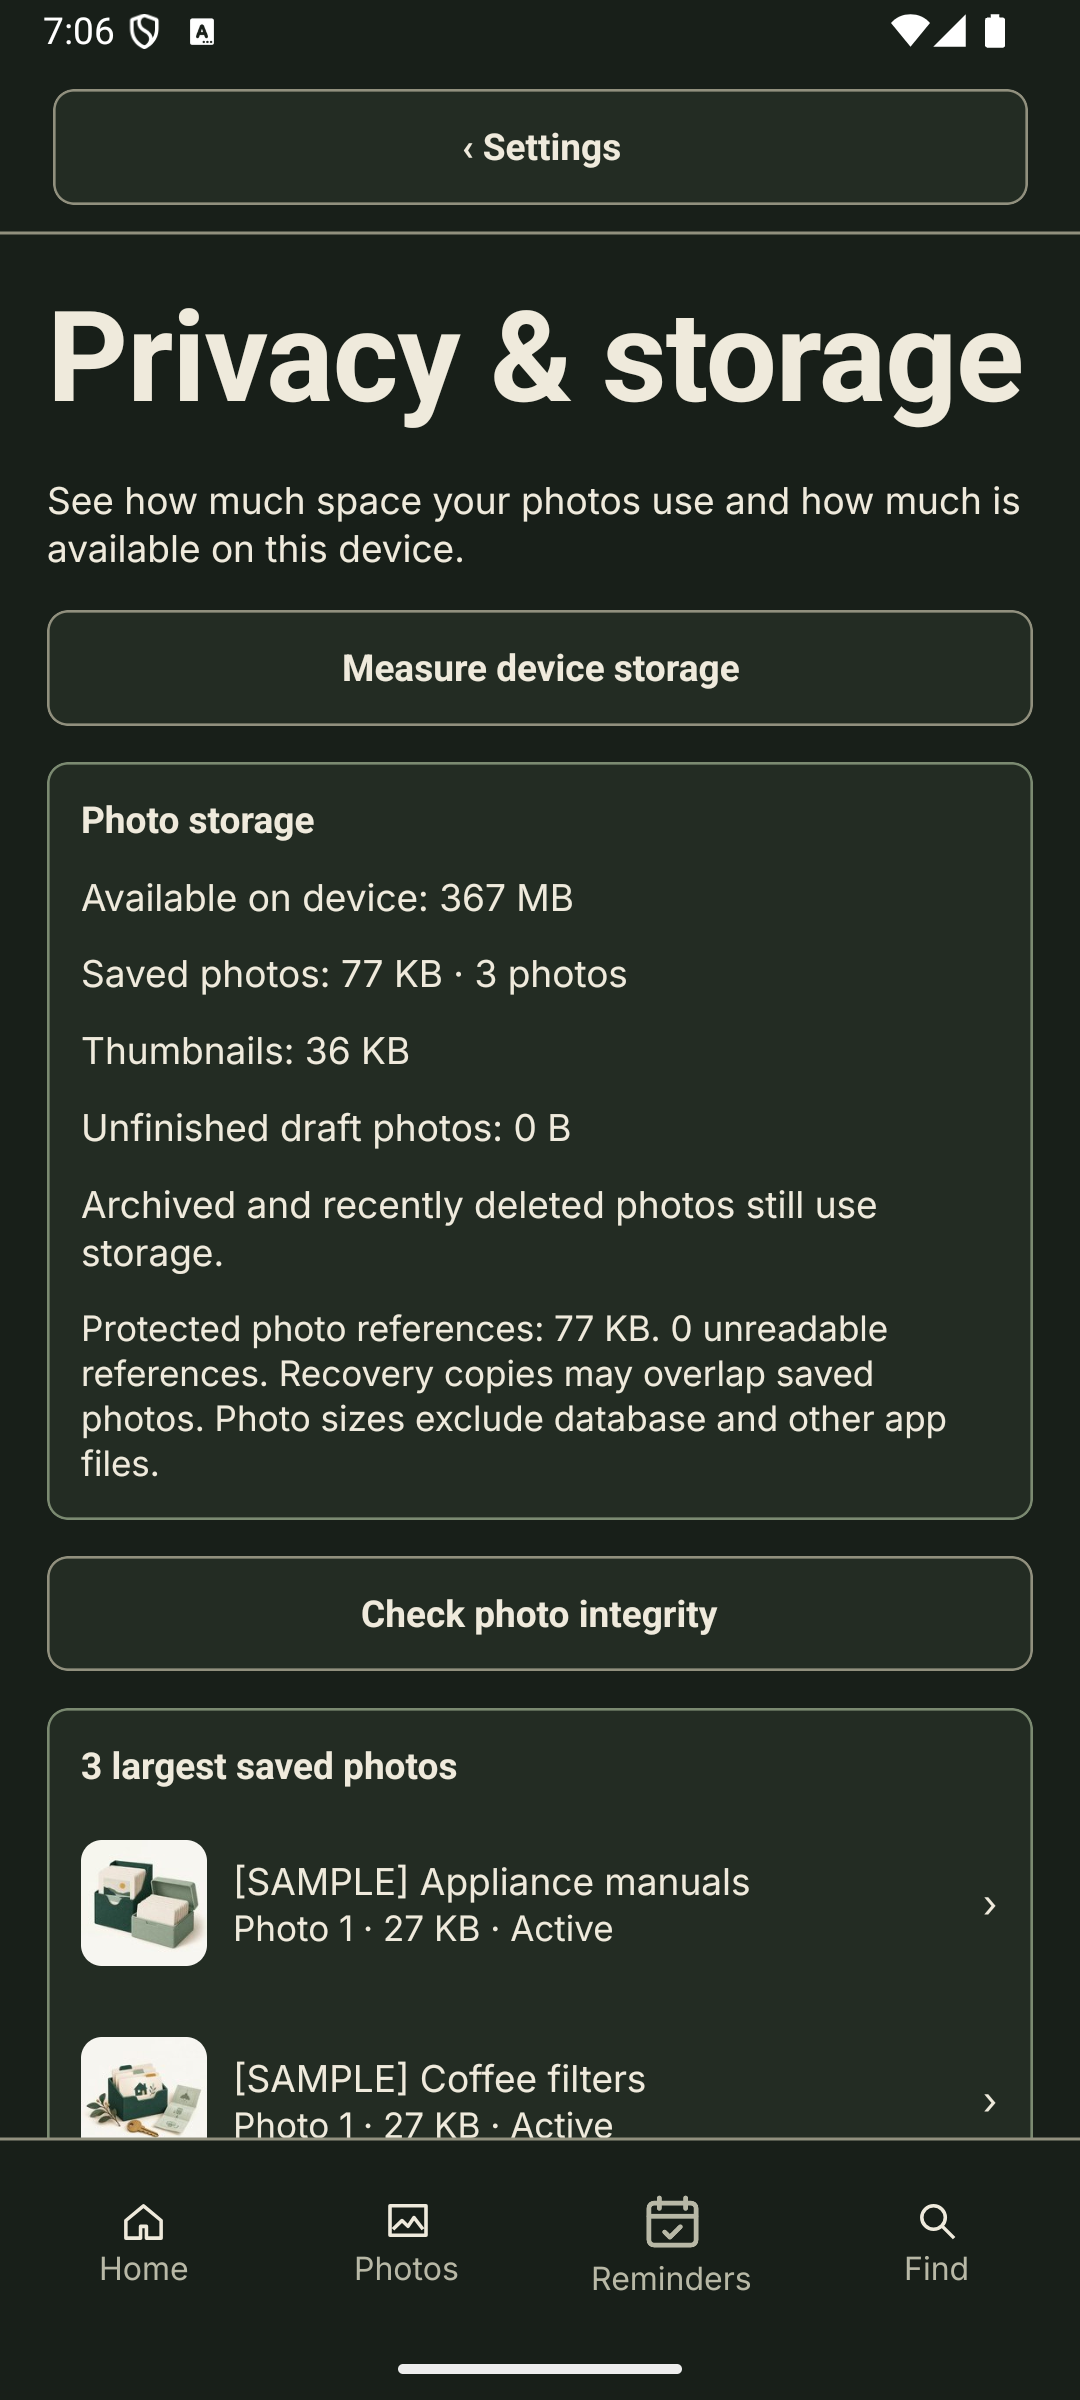 7:06
‹ Settings
Privacy & storage
See how much space your photos use and how much is
available on this device.
Measure device storage
Photo storage
Available on device: 367 MB
Saved photos: 77 KB · 3 photos
Thumbnails: 36 KB
Unfinished draft photos: 0 B
Archived and recently deleted photos still use
storage.
Protected photo references: 77 KB. 0 unreadable
references. Recovery copies may overlap saved
photos. Photo sizes exclude database and other app
files.
Check photo integrity
3 largest saved photos
[SAMPLE] Appliance manuals
Photo 1 · 27 KB · Active
[SAMPLE] Coffee filters
Photo 1 · 27 KB · Active
Home
Photos
Reminders
Find